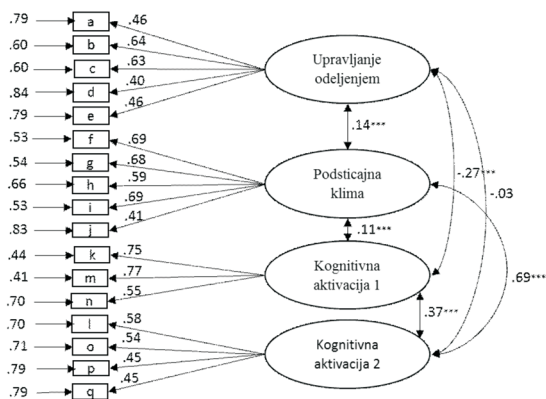 .79 a .46
.60 b .64
.60 c .63
.84 d .40
.79 e .46
.53 f .69
.54 g .68
.66 h .59
.53 i .69
.83 j .41
.44 k .75
.41 m .77
.70 n .55
.70 l .58
.71 o .54
.79 p .45
.79 q .45
Upravljanje
odeljenjem
.14***
Podsticajna
klima
.11***
Kognitivna
aktivacija 1
.37***
Kognitivna
aktivacija 2
-.27***
-.03
.69***